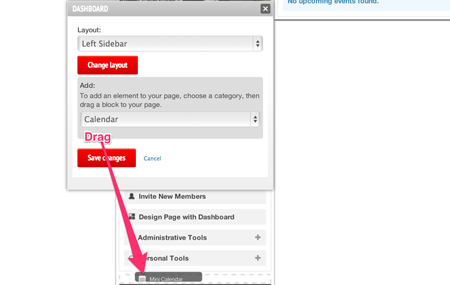 No upcoming events found.
DASHBOARD
Layout:
Left Sidebar
Change layout
Add:
To add an element to your page, choose a category, then
drag a block to your page.
Calendar
Drag
Save changes
Cancel
Invite New Members
Design Page with Dashboard
Administrative Tools
Personal Tools
Mini Calendar